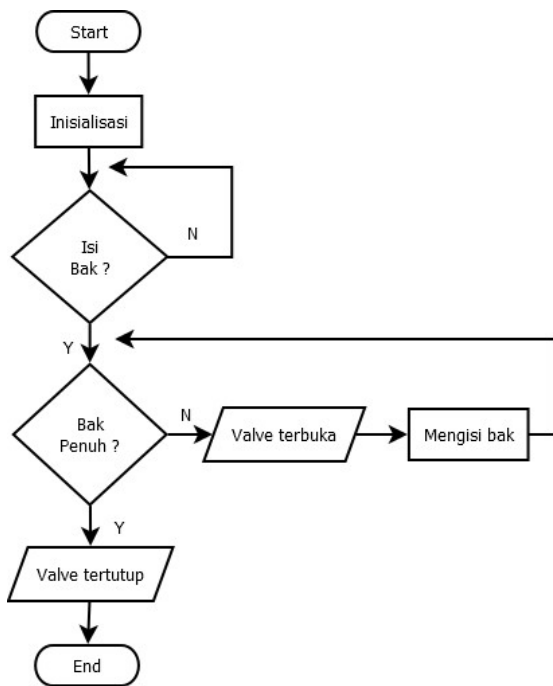 Start
Inisialisasi
Isi
Bak ?
N
Y
Bak
Penuh ?
N
Valve terbuka
Mengisi bak
Y
Valve tertutup
End